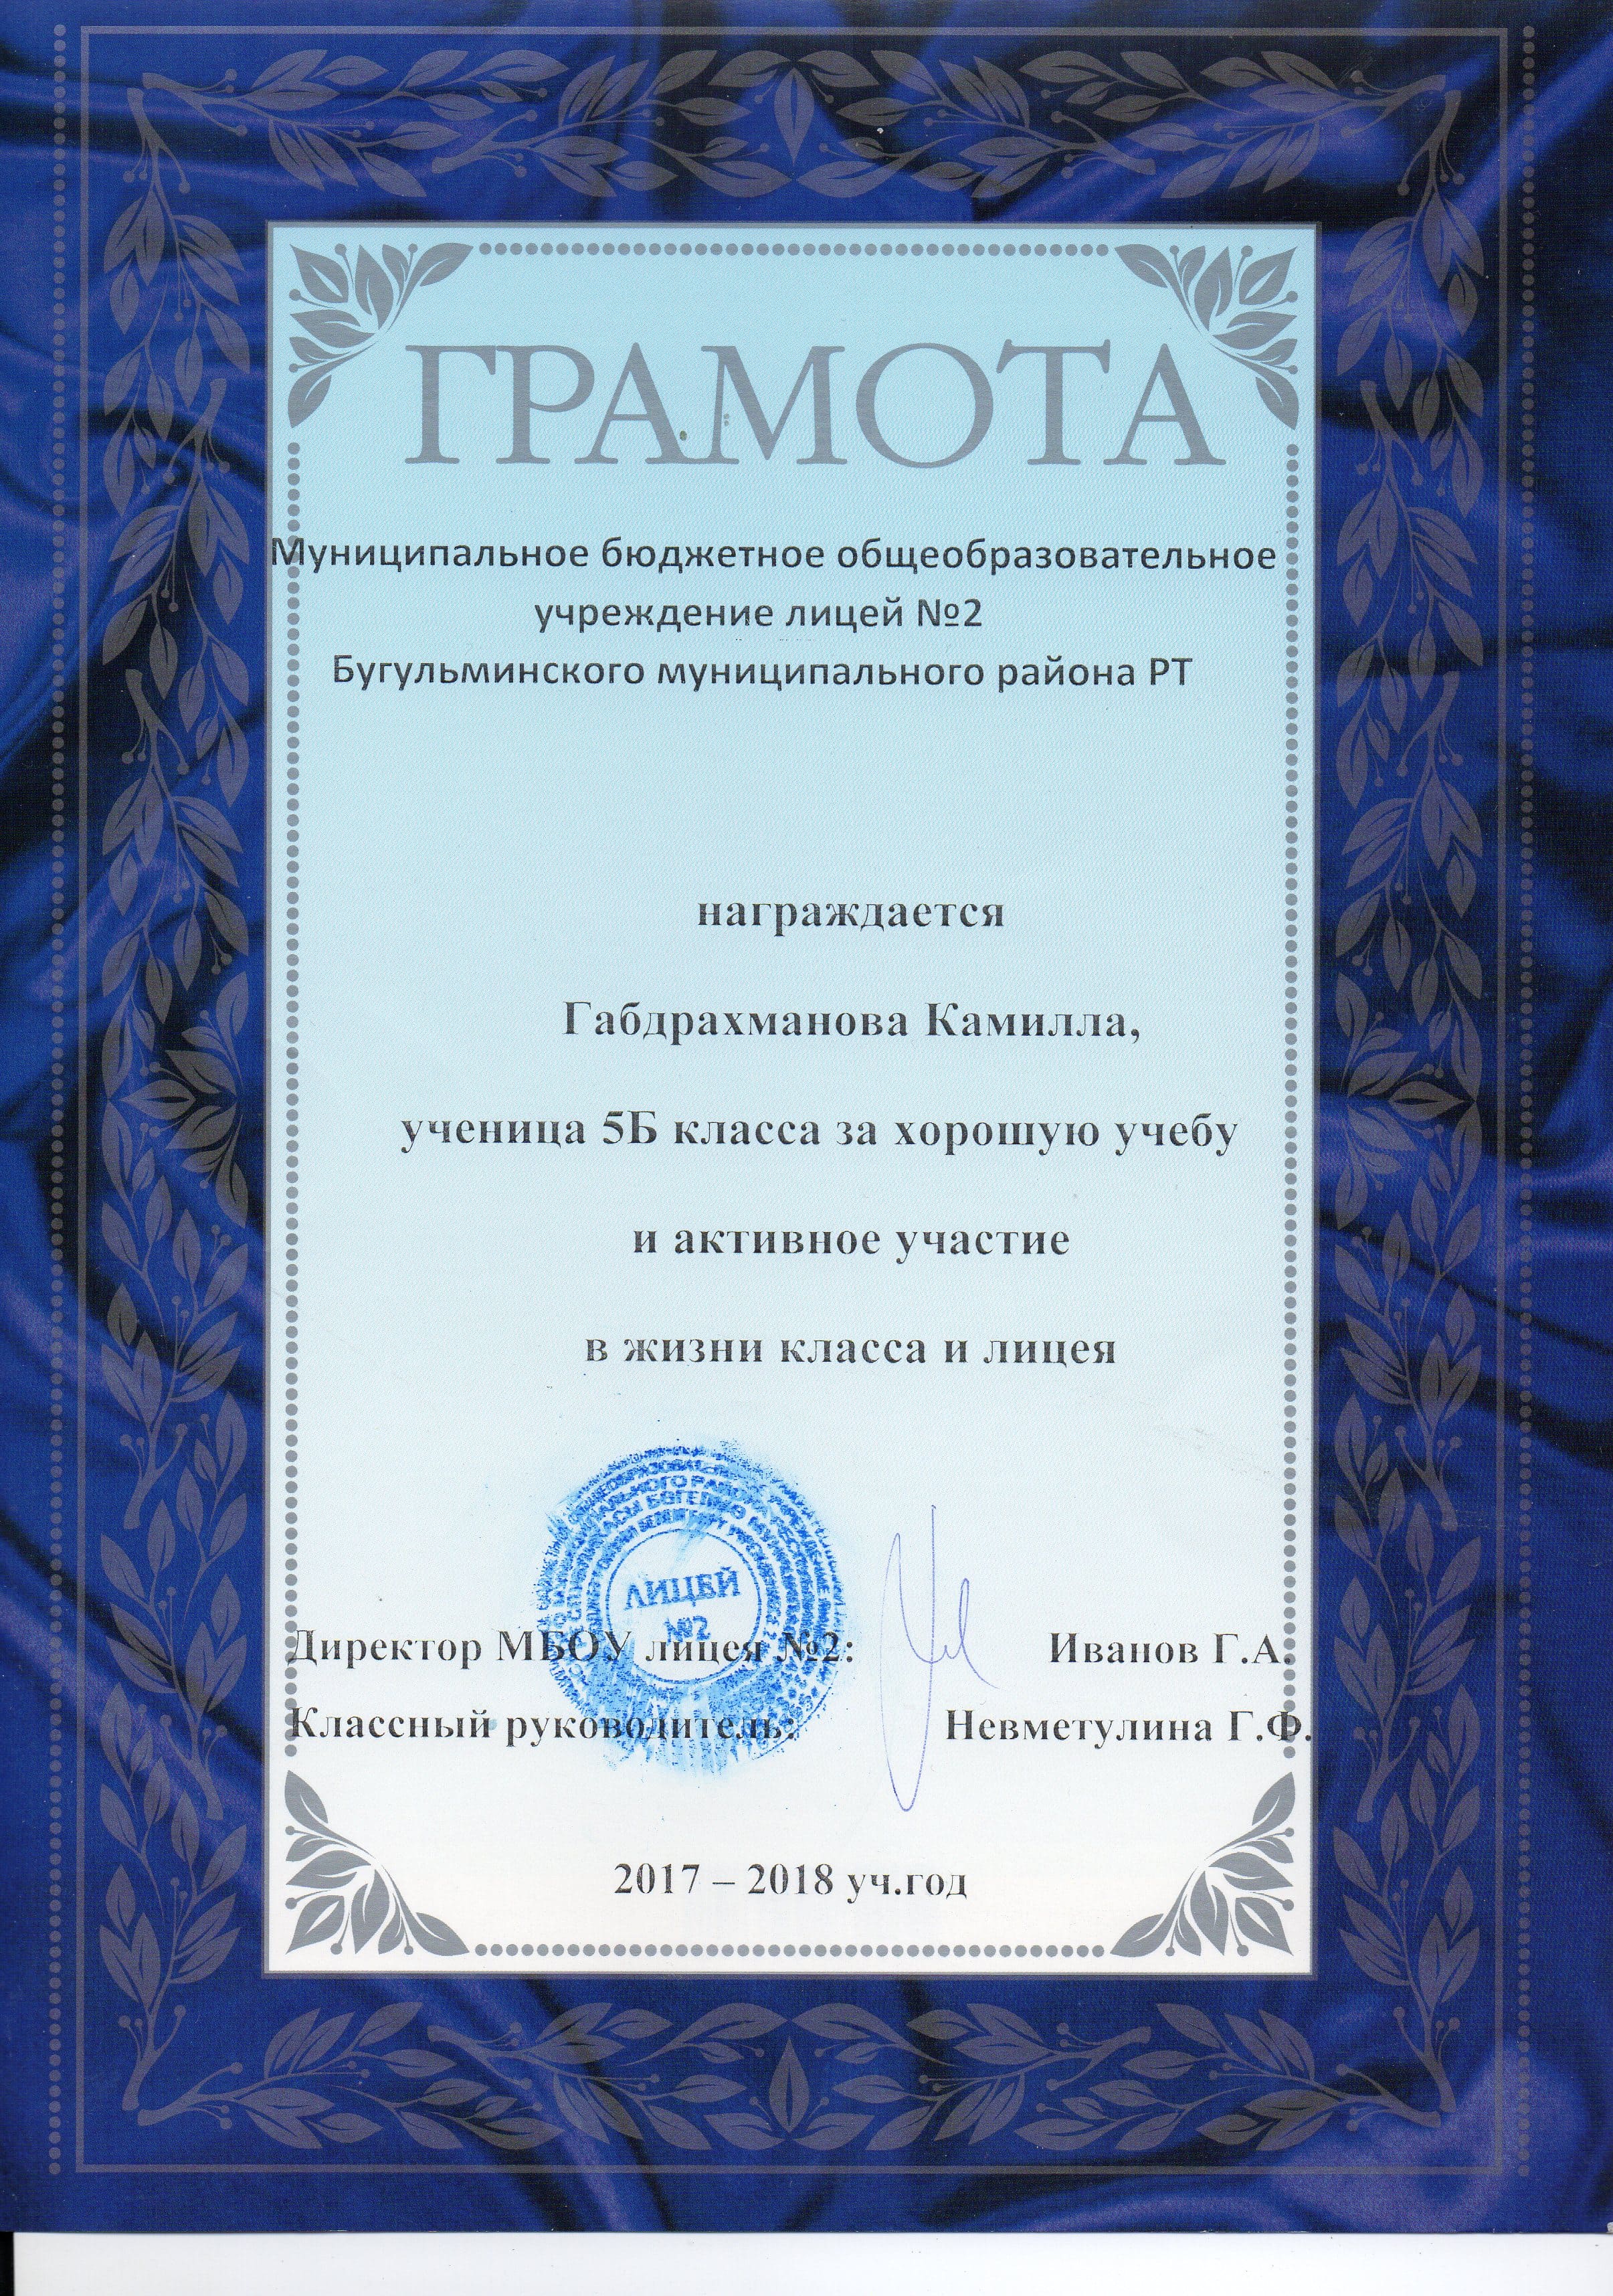 ГРАМОТА
Муниципальное бюджетное общеобразовательное
учреждение лицей №2
Бугульминского муниципального района РТ
награждается
Габдрахманова Камилла,
ученица 5Б класса за хорошую учебу
и активное участие
в жизни класса и лицея
ЛИЦЕЙ
№2
Директор МБОУ лицея №2: Иванов Г.А.
Классный руководитель: Невметулина Г.Ф.
2017 – 2018 уч.год